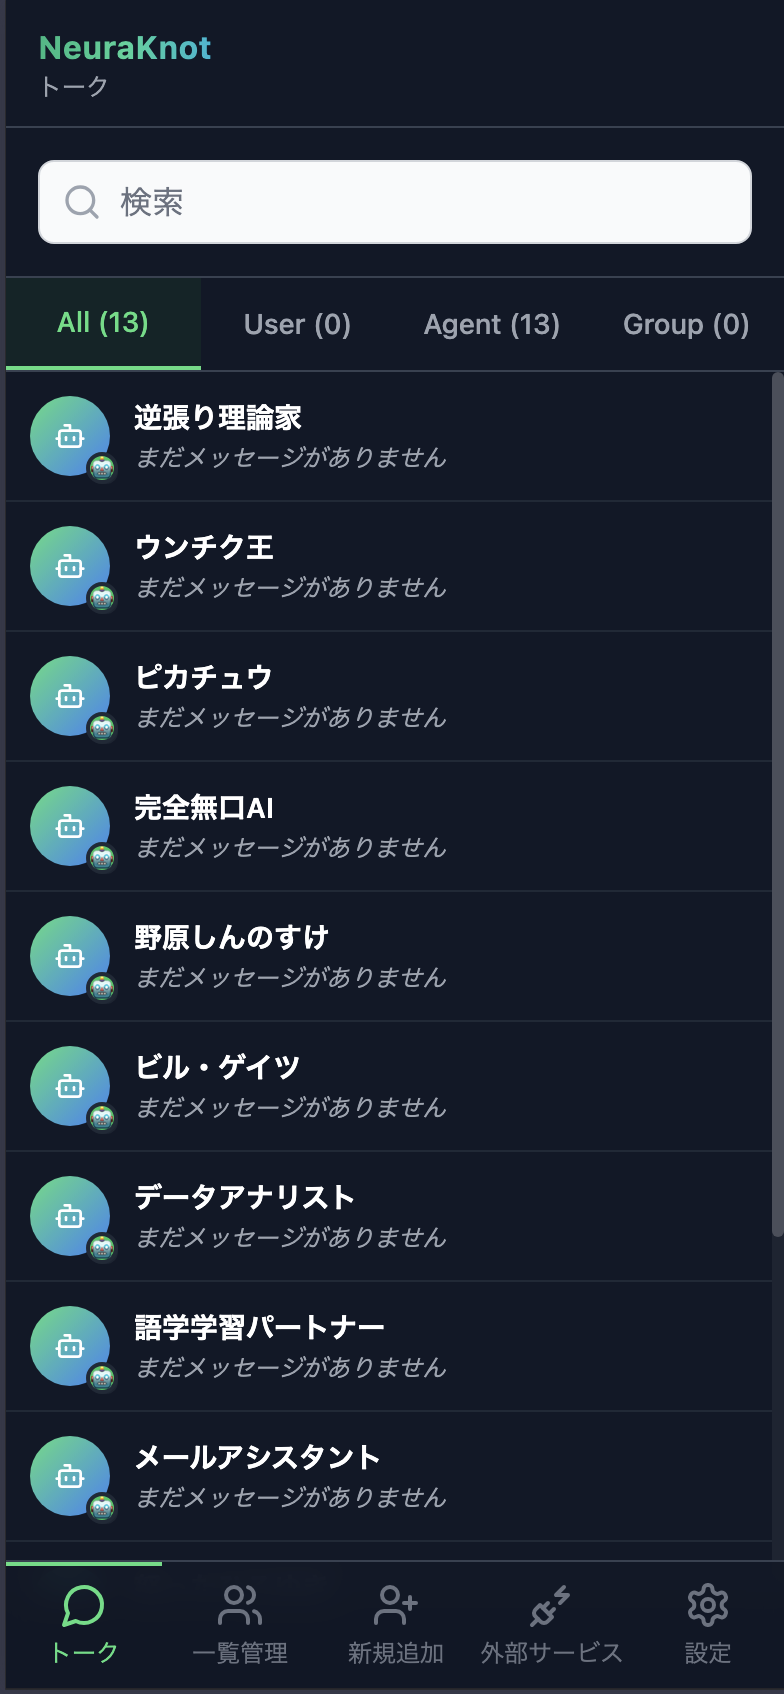 NeuraKnot
トーク
検索
All (13) User (0) Agent (13) Group (0)
逆張り理論家
まだメッセージがありません
ウンチク王
まだメッセージがありません
ピカチュウ
まだメッセージがありません
完全無口AI
まだメッセージがありません
野原しんのすけ
まだメッセージがありません
ビル・ゲイツ
まだメッセージがありません
データアナリスト
まだメッセージがありません
語学学習パートナー
まだメッセージがありません
メールアシスタント
まだメッセージがありません
トーク 一覧管理 新規追加 外部サービス 設定